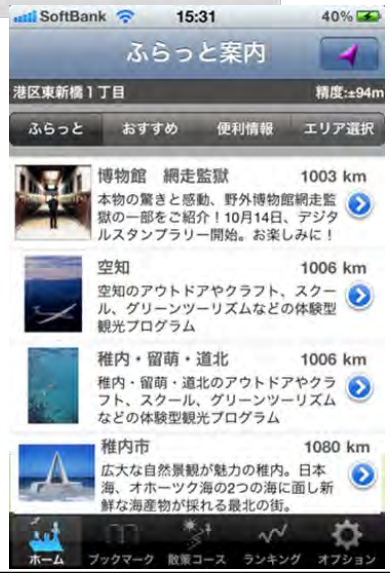 SoftBank 15:31 40%
ふらっと案内
港区東新橋1丁目 精度:±94m
ふらっと おすすめ 便利情報 エリア選択
博物館 網走監獄 1003 km
本物の驚きと感動、野外博物館網走監
獄の一部をご紹介！10月14日、デジタ
ルスタンプラリー開始。お楽しみに！
空知 1006 km
空知のアウトドアやクラフト、スクー
ル、グリーンツーリズムなどの体験型
観光プログラム
稚内・留萌・道北 1006 km
稚内・留萌・道北のアウトドアやクラ
フト、スクール、グリーンツーリズム
などの体験型観光プログラム
稚内市 1080 km
広大な自然景観が魅力の稚内。日本
海、オホーツク海の2つの海に面し新
鮮な海産物が採れる最北の街。
ホーム ブックマーク 散策コース ランキング オプション